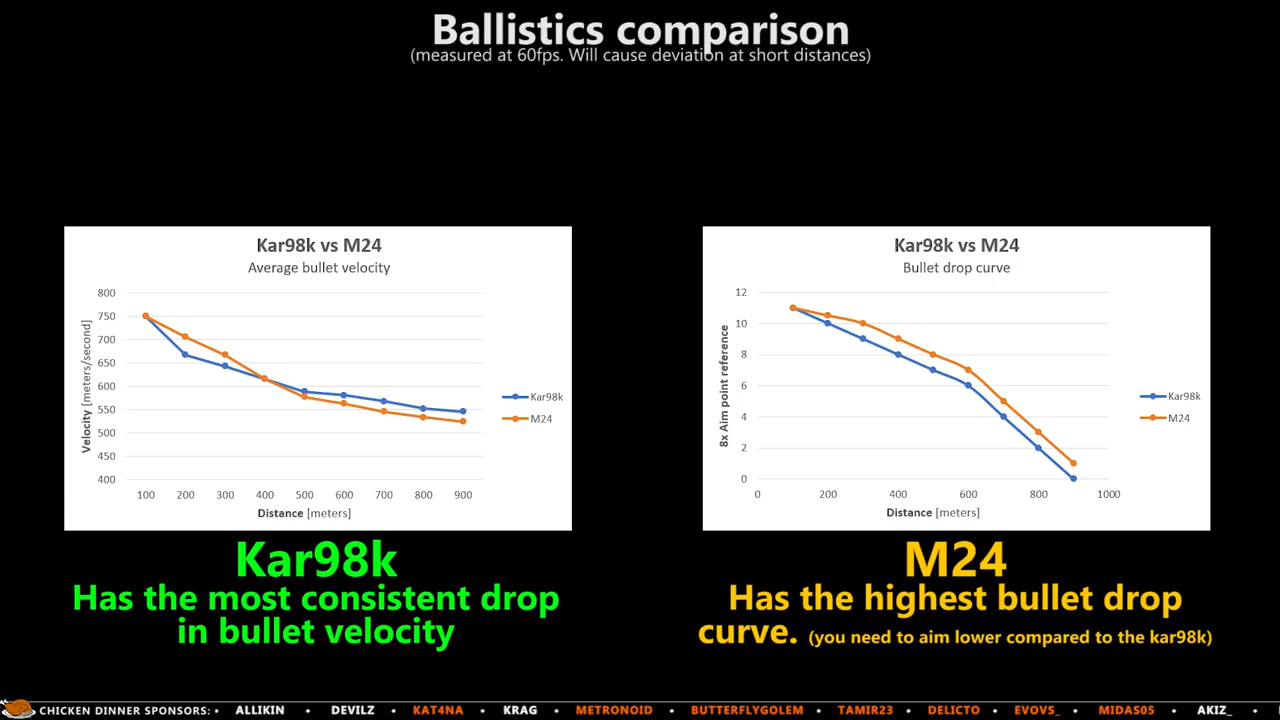 Ballistics comparison
(measured at 60fps. Will cause deviation at short distances)
Kar98k vs M24
Average bullet velocity
800
750
700
650
600
550
500
450
400
Velocity [meters/second]
100 200 300 400 500 600 700 800 900
Distance [meters]
Kar98k
M24
Kar98k vs M24
Bullet drop curve
12
10
8
6
4
2
0
8x Aim point reference
0 200 400 600 800 1000
Distance [meters]
Kar98k
M24
Kar98k
Has the most consistent drop
in bullet velocity
M24
Has the highest bullet drop
curve. (you need to aim lower compared to the kar98k)
CHICKEN DINNER SPONSORS: • ALLIKIN • DEVILZ • KAT4NA • KRAG • METRONOID • BUTTERFLYGOLEM • TAMIR23 • DELICTO • EVOVS_ • MIDAS05 • AKIZ_ •